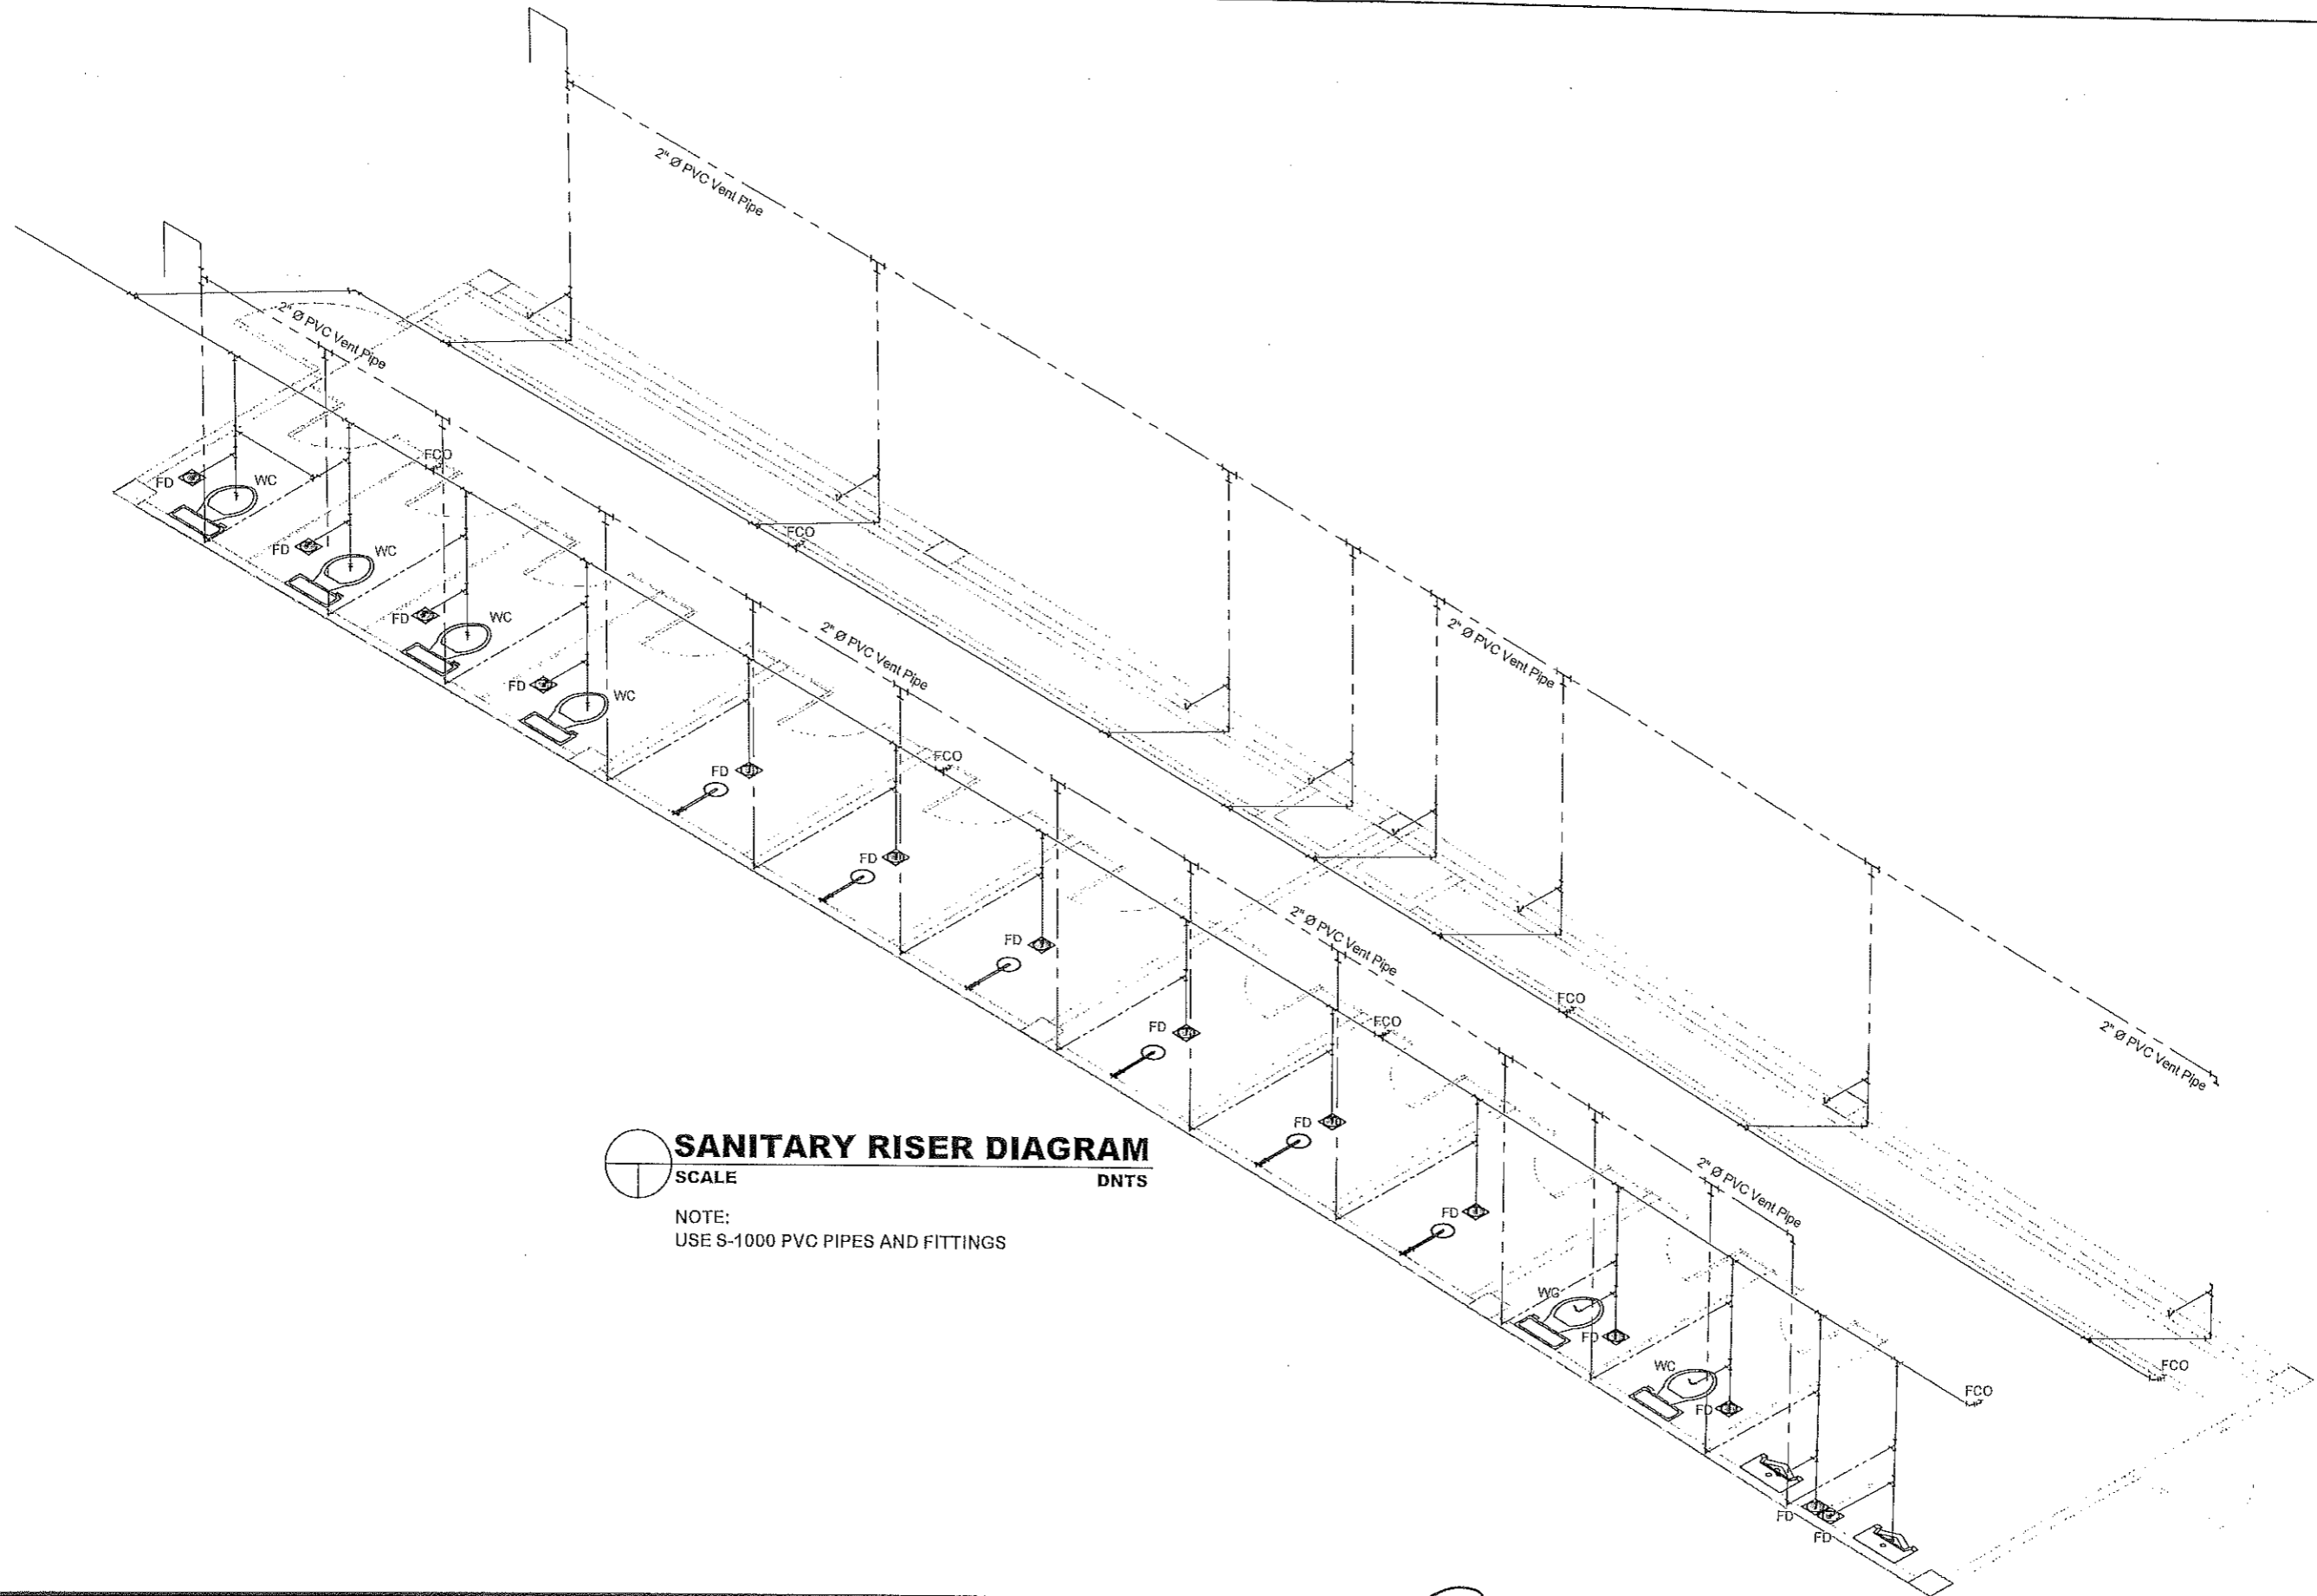 2" Ø PVC Vent Pipe
2" Ø PVC Vent Pipe
FCO
WC
FD
FCO
FD
WC
FD
WC
2" Ø PVC Vent Pipe
2" Ø PVC Vent Pipe
FD
WC
FCO
FD
FD
2" Ø PVC Vent Pipe
FD
FCO
FCO
FD
2" Ø PVC Vent Pipe
FD
SANITARY RISER DIAGRAM
SCALE DNTS
NOTE:
USE S-1000 PVC PIPES AND FITTINGS
2" Ø PVC Vent Pipe
FD
WC
FD
WC
FD
FCO
FCO
FD
FD